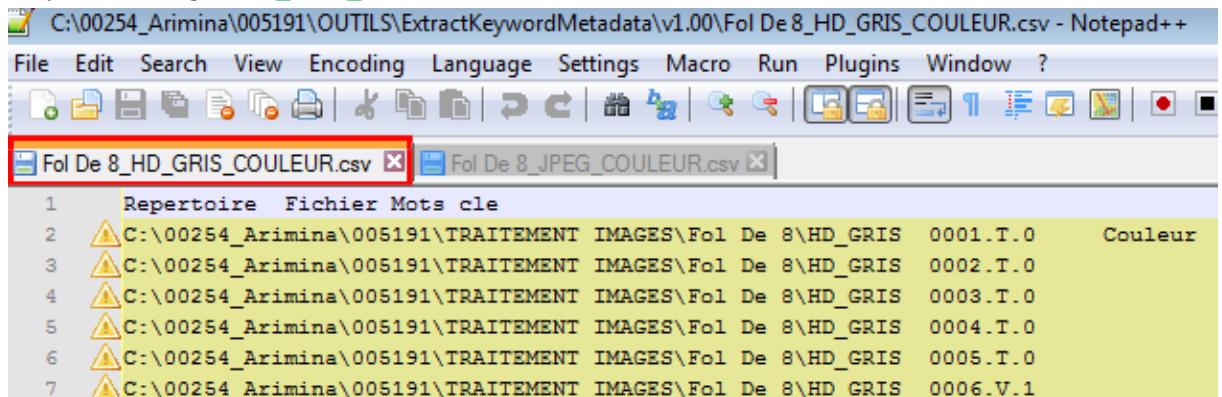 C:\00254_Arimina\005191\OUTILS\ExtractKeywordMetadata\v1.00\Fol De 8_HD_GRIS_COULEUR.csv - Notepad++
File Edit Search View Encoding Language Settings Macro Run Plugins Window ?
Fol De 8_HD_GRIS_COULEUR.csv Fol De 8_JPEG_COULEUR.csv
1 Repertoire Fichier Mots cle
2 C:\00254_Arimina\005191\TRAITEMENT IMAGES\Fol De 8\HD_GRIS 0001.T.0 Couleur
3 C:\00254_Arimina\005191\TRAITEMENT IMAGES\Fol De 8\HD_GRIS 0002.T.0
4 C:\00254_Arimina\005191\TRAITEMENT IMAGES\Fol De 8\HD_GRIS 0003.T.0
5 C:\00254_Arimina\005191\TRAITEMENT IMAGES\Fol De 8\HD_GRIS 0004.T.0
6 C:\00254_Arimina\005191\TRAITEMENT IMAGES\Fol De 8\HD_GRIS 0005.T.0
7 C:\00254_Arimina\005191\TRAITEMENT IMAGES\Fol De 8\HD_GRIS 0006.V.1